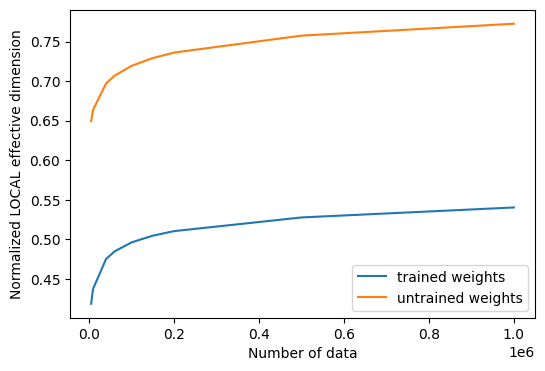 Normalized LOCAL effective dimension
0.75
0.70
0.65
0.60
0.55
0.50
0.45
trained weights
untrained weights
0.0 0.2 0.4 0.6 0.8 1.0
1e6
Number of data